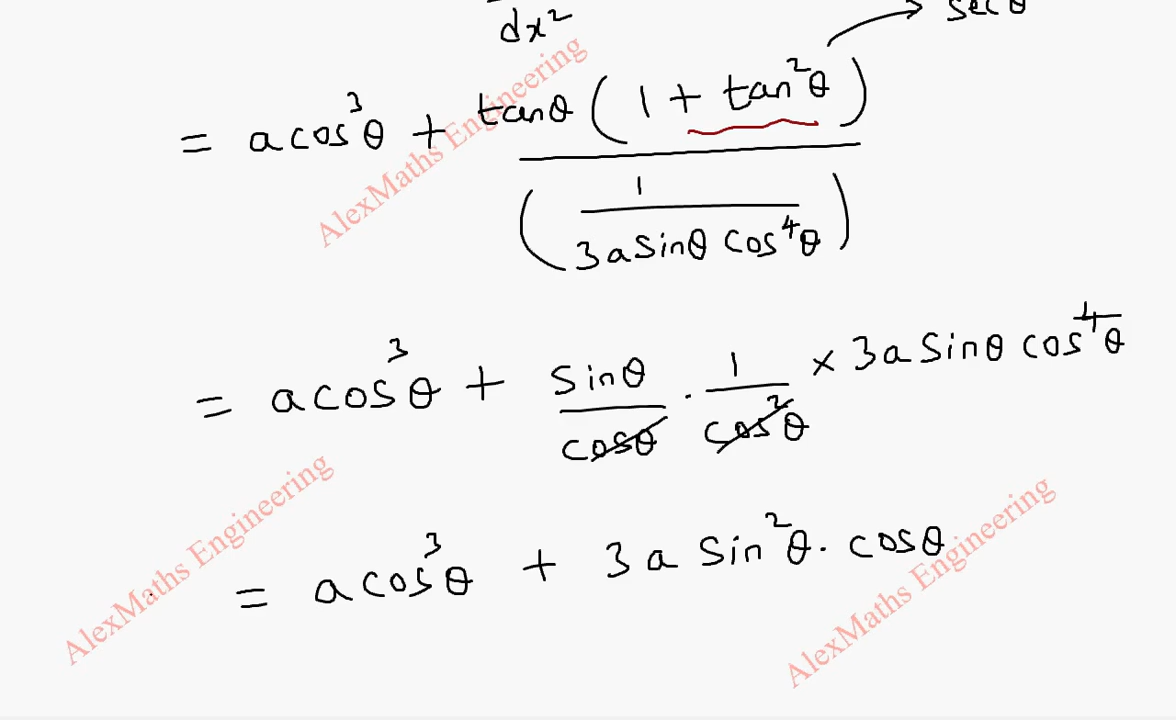 dx² sec θ
= a cos³θ + tanθ (1 + tan²θ)
(1 / 3a sinθ cos⁴θ)
= a cos³θ + sinθ / cosθ · 1 / cos²θ × 3a sinθ cos⁴θ
= a cos³θ + 3a sin²θ · cosθ
AlexMaths Engineering
AlexMaths Engineering
AlexMaths Engineering